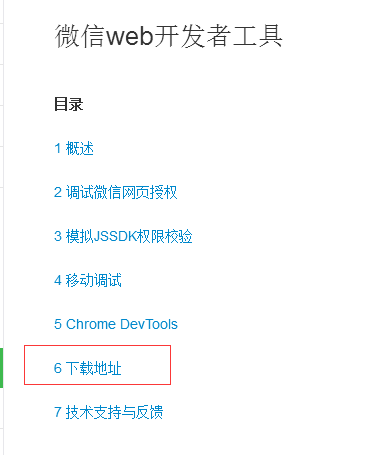 微信web开发者工具
目录
1 概述
2 调试微信网页授权
3 模拟JSSDK权限校验
4 移动调试
5 Chrome DevTools
6 下载地址
7 技术支持与反馈